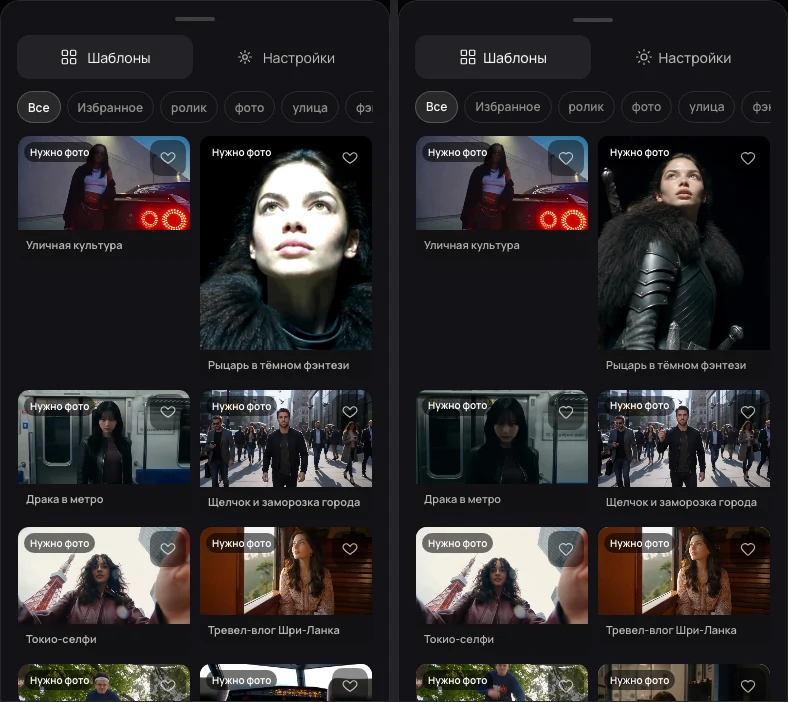 Шаблоны
Настройки
Все
Избранное
ролик
фото
улица
Нужно фото
Нужно фото
Уличная культура
Рыцарь в тёмном фэнтези
Нужно фото
Нужно фото
Драка в метро
Щелчок и заморозка города
Нужно фото
Нужно фото
Токио-селфи
Тревел-влог Шри-Ланка
Нужно фото
Нужно фото
Шаблоны
Настройки
Все
Избранное
ролик
фото
улица
Нужно фото
Нужно фото
Уличная культура
Рыцарь в тёмном фэнтези
Нужно фото
Нужно фото
Драка в метро
Щелчок и заморозка города
Нужно фото
Нужно фото
Токио-селфи
Тревел-влог Шри-Ланка
Нужно фото
Нужно фото